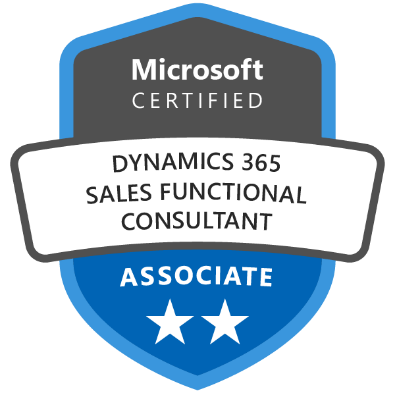 Microsoft
CERTIFIED
DYNAMICS 365
SALES FUNCTIONAL
CONSULTANT
ASSOCIATE